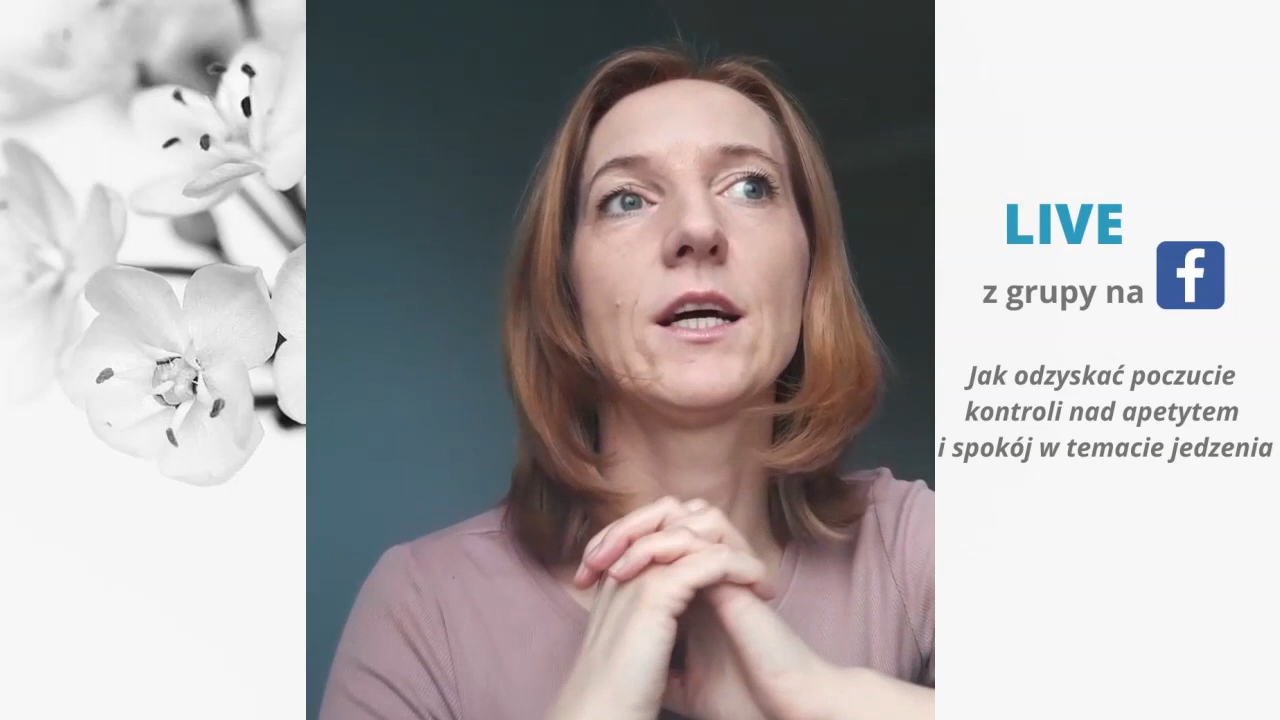 LIVE
z grupy na
Jak odzyskać poczucie
kontroli nad apetytem
i spokój w temacie jedzenia